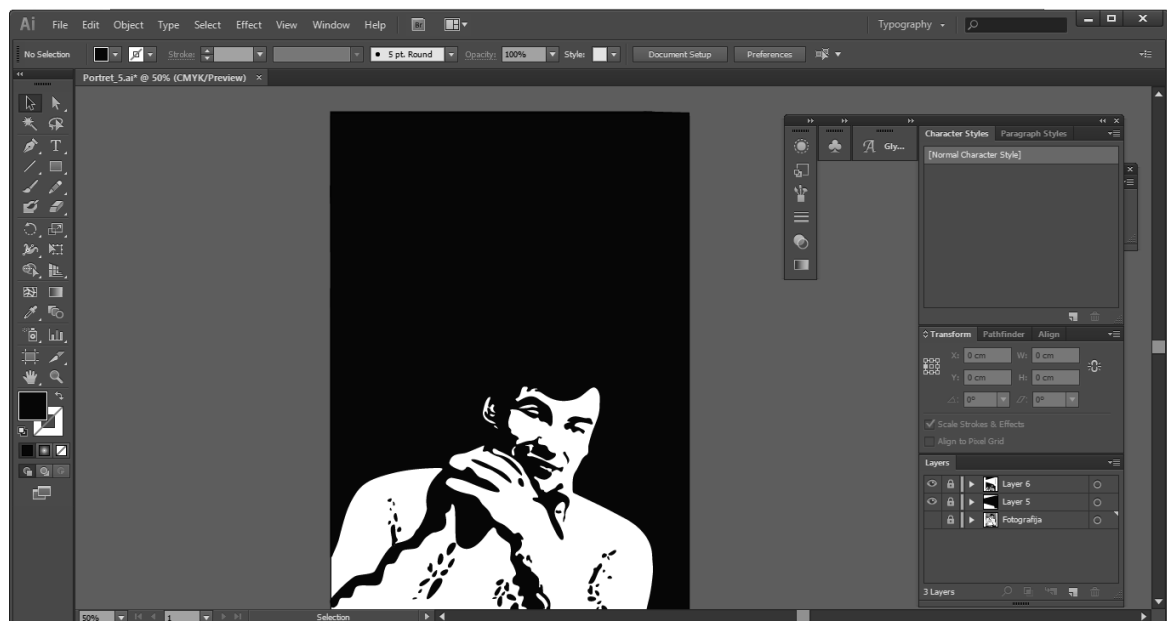 Ai File Edit Object Type Select Effect View Window Help Br Typography
No Selection Stroke: 5 pt. Round Opacity: 100% Style: Document Setup Preferences
Portret_5.ai* @ 50% (CMYK/Preview) ×
Gly...
Character Styles Paragraph Styles
[Normal Character Style]
Transform Pathfinder Align
X: 0 cm W: 0 cm
Y: 0 cm H: 0 cm
0° 0°
Scale Strokes & Effects
Align to Pixel Grid
Layers
Layer 6
Layer 5
Fotografija
3 Layers
50% 1 Selection